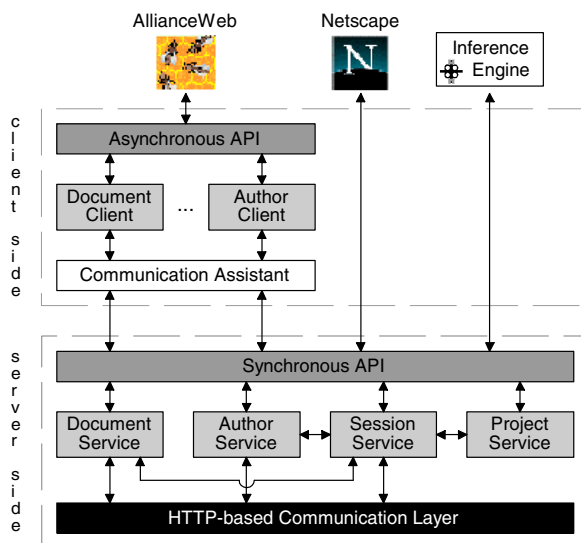 AllianceWeb
Netscape
N
Inference
Engine
client side
Asynchronous API
Document
Client
...
Author
Client
Communication Assistant
server side
Synchronous API
Document
Service
Author
Service
Session
Service
Project
Service
HTTP-based Communication Layer